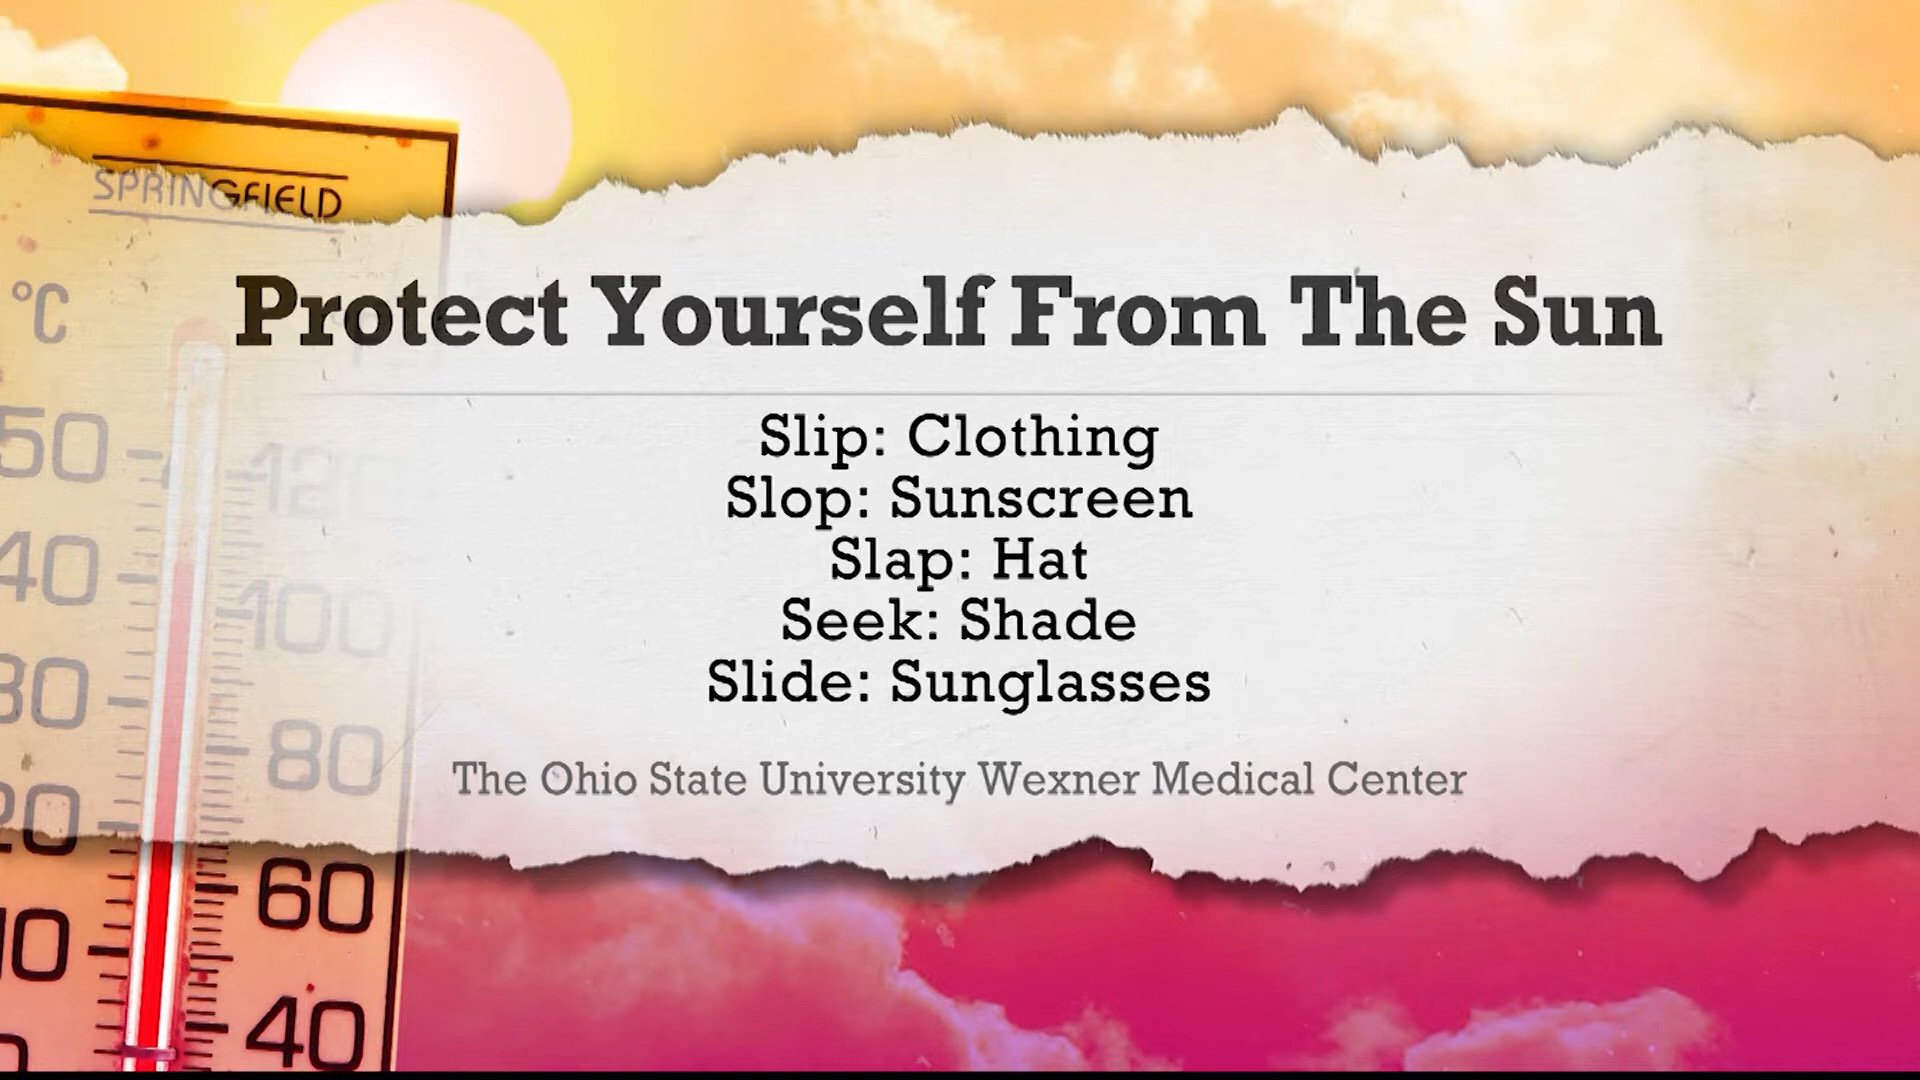 SPRINGFIELD
°C
Protect Yourself From The Sun
Slip: Clothing
Slop: Sunscreen
Slap: Hat
Seek: Shade
Slide: Sunglasses
The Ohio State University Wexner Medical Center
50 120
40 100
30 80
20 60
10 40